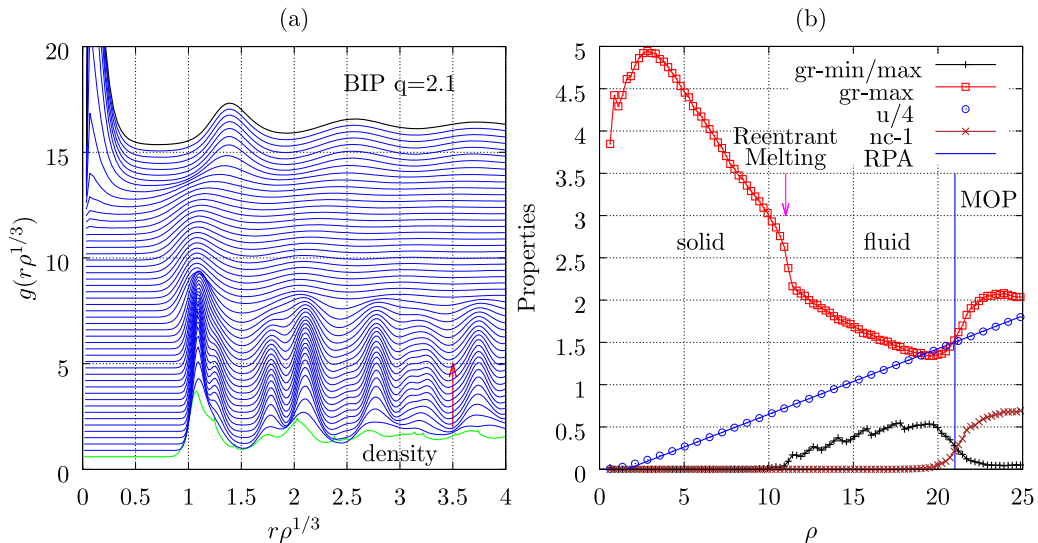 (a)
20
15
10
5
0
g(rρ^{1/3})
BIP q=2.1
density
0 0.5 1 1.5 2 2.5 3 3.5 4
rρ^{1/3}
(b)
5
4.5
4
3.5
3
2.5
2
1.5
1
0.5
0
Properties
gr-min/max
gr-max
u/4
nc-1
RPA
Reentrant
Melting
MOP
solid
fluid
0 5 10 15 20 25
ρ